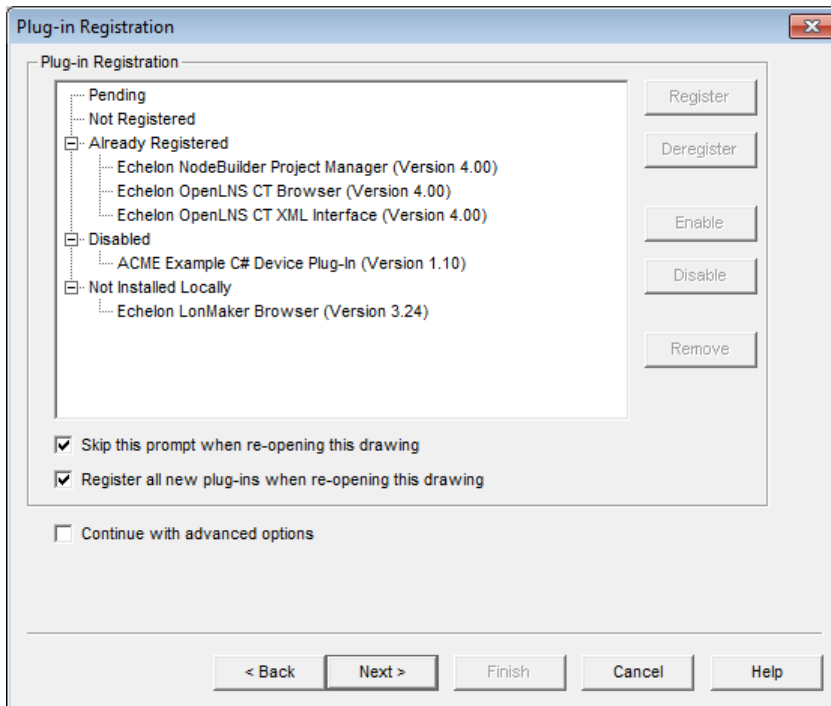 Plug-in Registration
Plug-in Registration
Pending
Not Registered
Already Registered
Echelon NodeBuilder Project Manager (Version 4.00)
Echelon OpenLNS CT Browser (Version 4.00)
Echelon OpenLNS CT XML Interface (Version 4.00)
Disabled
ACME Example C# Device Plug-In (Version 1.10)
Not Installed Locally
Echelon LonMaker Browser (Version 3.24)
Register
Deregister
Enable
Disable
Remove
Skip this prompt when re-opening this drawing
Register all new plug-ins when re-opening this drawing
Continue with advanced options
< Back Next > Finish Cancel Help